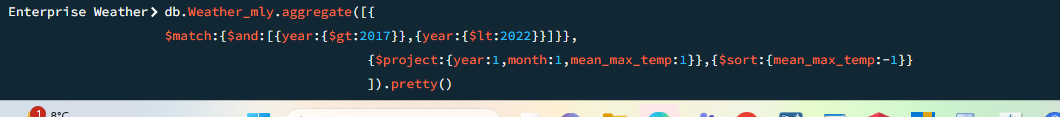 Enterprise Weather> db.Weather_mly.aggregate([{
$match:{$and:[{year:{$gt:2017}},{year:{$lt:2022}}]}},
{$project:{year:1,month:1,mean_max_temp:1}},{$sort:{mean_max_temp:-1}}
]).pretty()
1
8°C